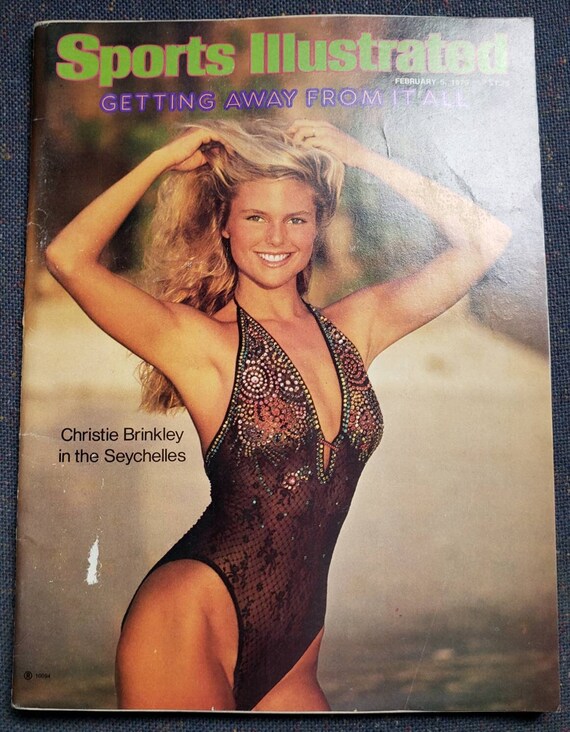 Sports Illustrated
FEBRUARY 5, 1979
GETTING AWAY FROM IT ALL
Christie Brinkley
in the Seychelles